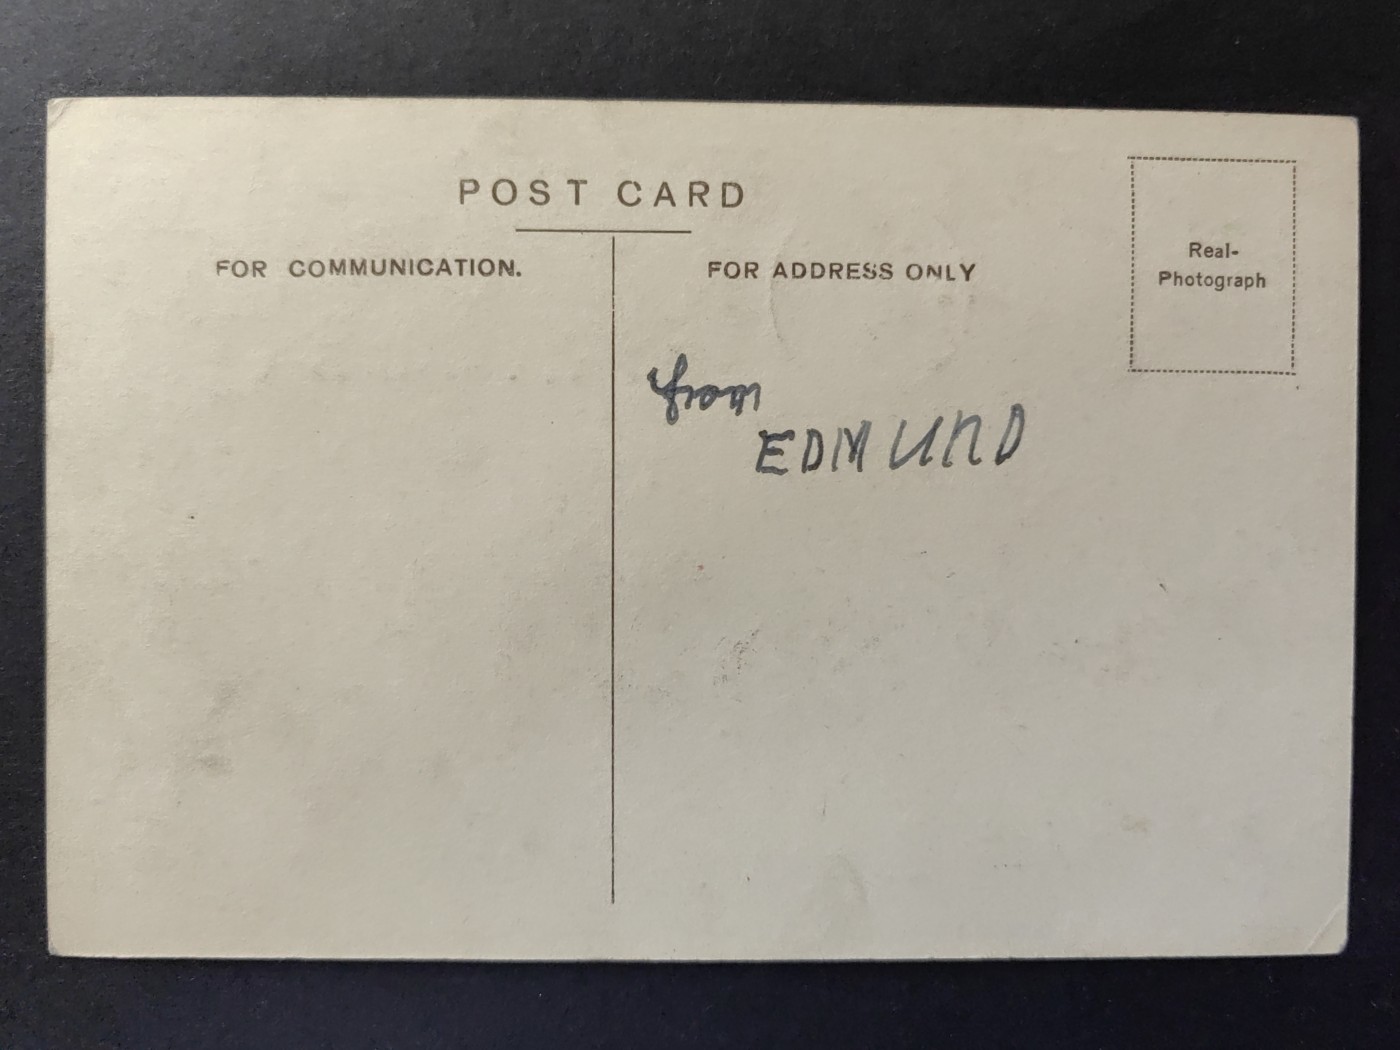 POST CARD
FOR COMMUNICATION.
FOR ADDRESS ONLY
Real-
Photograph
from
EDMUND